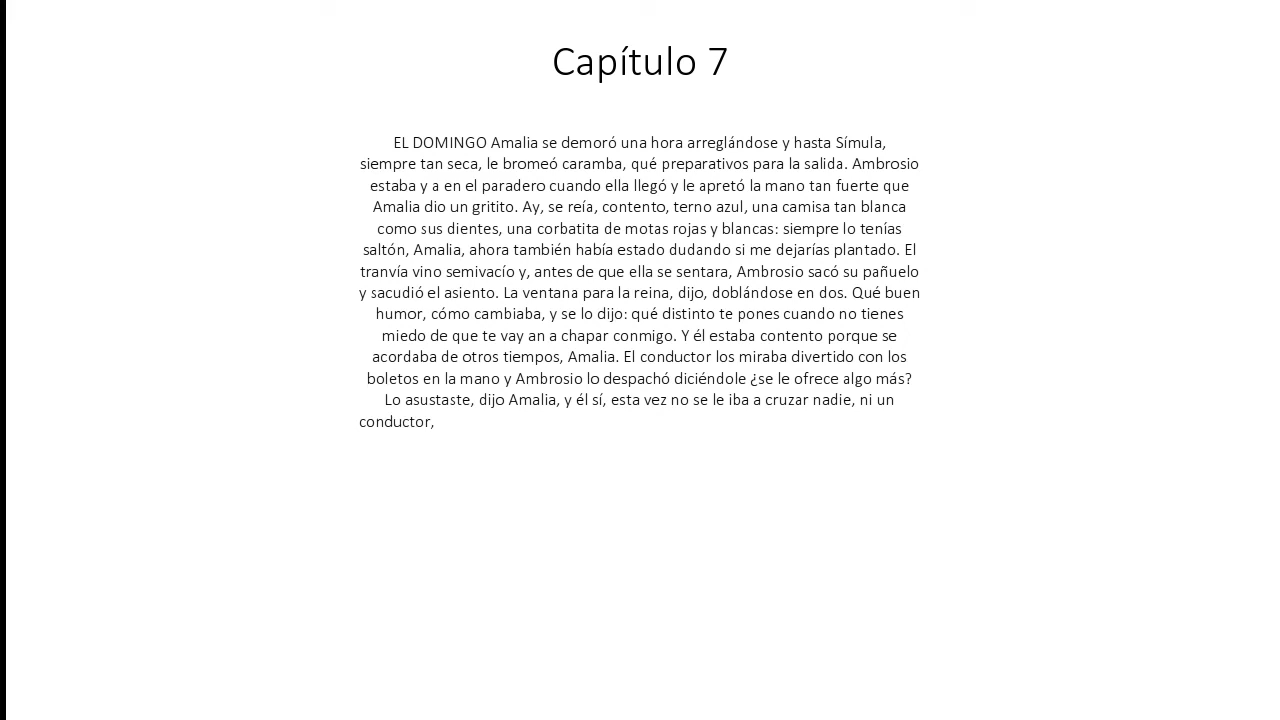 Capítulo 7
EL DOMINGO Amalia se demoró una hora arreglándose y hasta Símula,
siempre tan seca, le bromeó caramba, qué preparativos para la salida. Ambrosio
estaba y a en el paradero cuando ella llegó y le apretó la mano tan fuerte que
Amalia dio un gritito. Ay, se reía, contento, terno azul, una camisa tan blanca
como sus dientes, una corbatita de motas rojas y blancas: siempre lo tenías
saltón, Amalia, ahora también había estado dudando si me dejarías plantado. El
tranvía vino semivacío y, antes de que ella se sentara, Ambrosio sacó su pañuelo
y sacudió el asiento. La ventana para la reina, dijo, doblándose en dos. Qué buen
humor, cómo cambiaba, y se lo dijo: qué distinto te pones cuando no tienes
miedo de que te vay an a chapar conmigo. Y él estaba contento porque se
acordaba de otros tiempos, Amalia. El conductor los miraba divertido con los
boletos en la mano y Ambrosio lo despachó diciéndole ¿se le ofrece algo más?
Lo asustaste, dijo Amalia, y él sí, esta vez no se le iba a cruzar nadie, ni un
conductor,